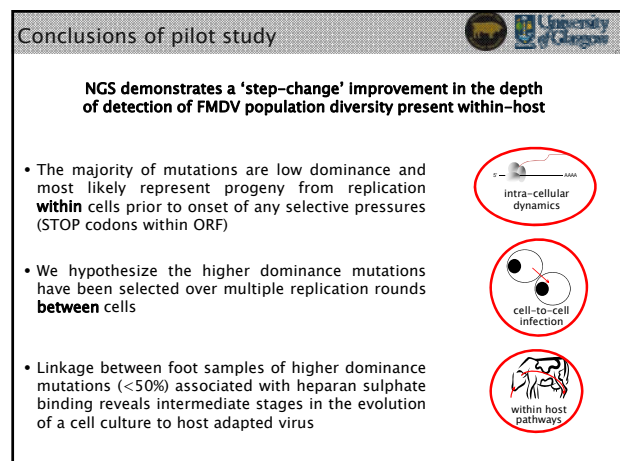 Conclusions of pilot study
University
of Glasgow
NGS demonstrates a ‘step-change’ improvement in the depth
of detection of FMDV population diversity present within-host
• The majority of mutations are low dominance and
most likely represent progeny from replication
within cells prior to onset of any selective pressures
(STOP codons within ORF)
5'
AAAA
intra-cellular
dynamics
• We hypothesize the higher dominance mutations
have been selected over multiple replication rounds
between cells
cell-to-cell
infection
• Linkage between foot samples of higher dominance
mutations (<50%) associated with heparan sulphate
binding reveals intermediate stages in the evolution
of a cell culture to host adapted virus
within host
pathways